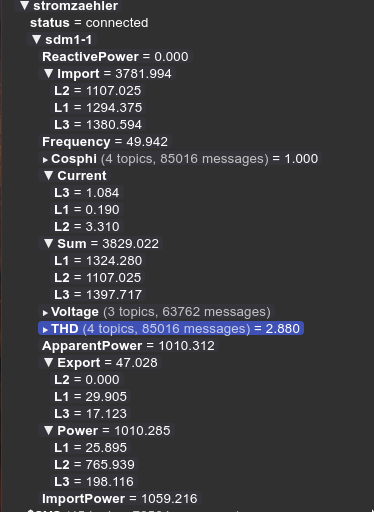 ▼ stromzaehler
status = connected
▼ sdm1-1
ReactivePower = 0.000
▼ Import = 3781.994
L2 = 1107.025
L1 = 1294.375
L3 = 1380.594
Frequency = 49.942
▸ Cosphi (4 topics, 85016 messages) = 1.000
▼ Current
L3 = 1.084
L1 = 0.190
L2 = 3.310
▼ Sum = 3829.022
L1 = 1324.280
L2 = 1107.025
L3 = 1397.717
▸ Voltage (3 topics, 63762 messages)
▸ THD (4 topics, 85016 messages) = 2.880
ApparentPower = 1010.312
▼ Export = 47.028
L2 = 0.000
L1 = 29.905
L3 = 17.123
▼ Power = 1010.285
L1 = 25.895
L2 = 765.939
L3 = 198.116
ImportPower = 1059.216